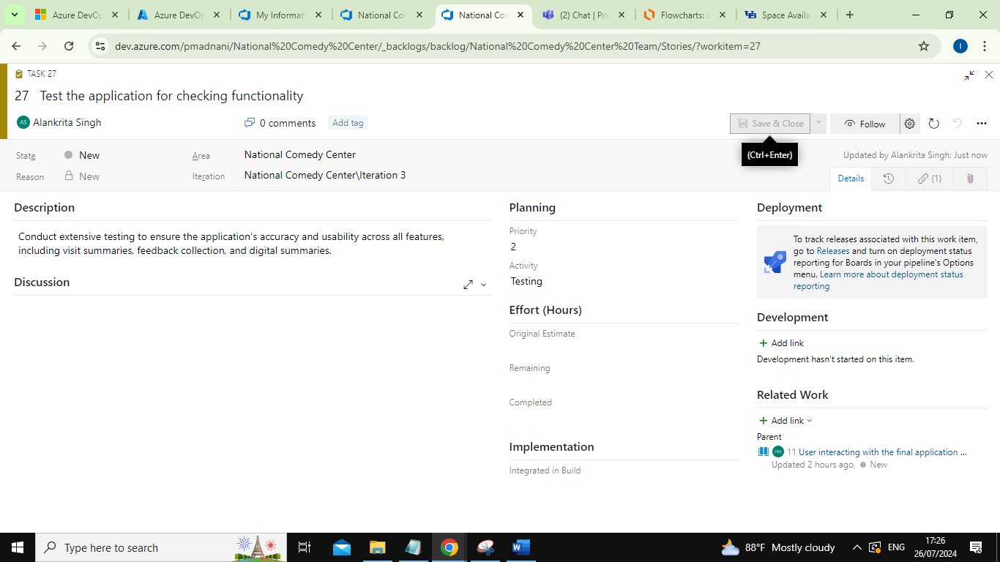 Azure DevOp
Azure DevOp
My Informati
National Cor
National Cor
(2) Chat | Pra
Flowcharts: L
Space Availa
dev.azure.com/pmadnani/National%20Comedy%20Center/_backlogs/backlog/National%20Comedy%20Center%20Team/Stories/?workitem=27
I
TASK 27
27 Test the application for checking functionality
AS Alankrita Singh
0 comments
Add tag
Save & Close
Follow
(Ctrl+Enter)
State
New
Area
National Comedy Center
Updated by Alankrita Singh: Just now
Reason
New
Iteration
National Comedy Center\Iteration 3
Details
(1)
Description
Conduct extensive testing to ensure the application's accuracy and usability across all features,
including visit summaries, feedback collection, and digital summaries.
Discussion
Planning
Priority
2
Activity
Testing
Effort (Hours)
Original Estimate
Remaining
Completed
Implementation
Integrated in Build
Deployment
To track releases associated with this work item,
go to Releases and turn on deployment status
reporting for Boards in your pipeline's Options
menu. Learn more about deployment status
reporting
Development
Add link
Development hasn't started on this item.
Related Work
Add link
Parent
PM 11 User interacting with the final application ...
Updated 2 hours ago, New
Type here to search
88°F Mostly cloudy
ENG
17:26
26/07/2024